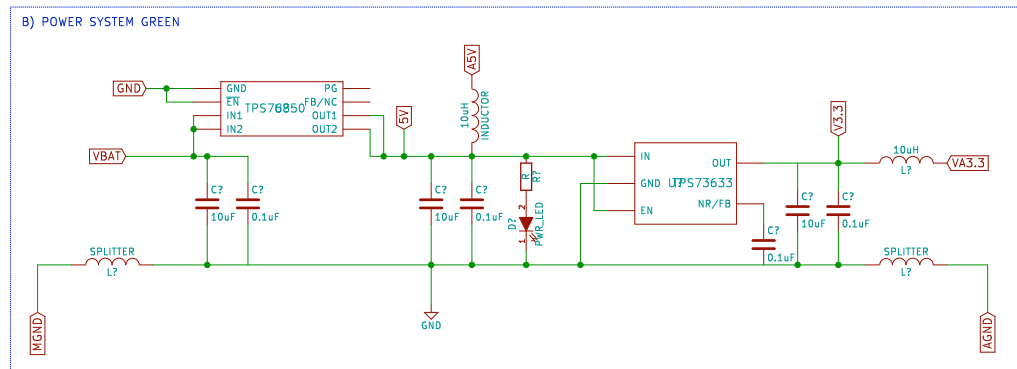 B) POWER SYSTEM GREEN
GND
GND
EN
IN1
IN2
PG
FB/NC
OUT1
OUT2
TPS76850
VBAT
C?
10uF
C?
0.1uF
SPLITTER
L?
MGND
5V
A5V
10uH
INDUCTOR
C?
10uF
C?
0.1uF
R
R?
D?
2
1
PWR_LED
GND
IN
GND
EN
OUT
NR/FB
TPS73633
C?
0.1uF
C?
10uF
C?
0.1uF
V3.3
10uH
L?
VA3.3
SPLITTER
L?
AGND